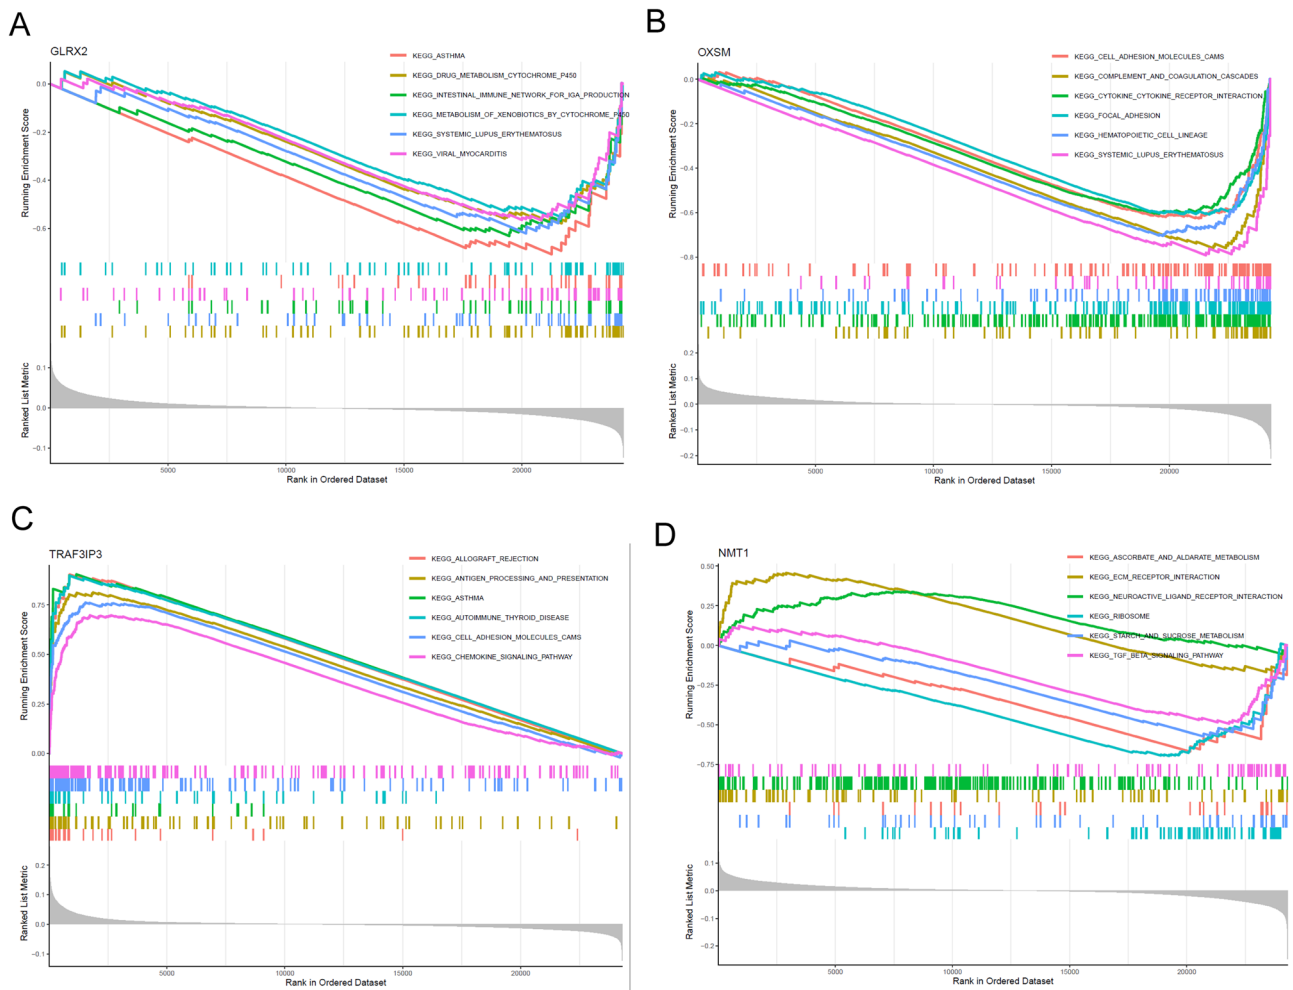 A
GLRX2
KEGG_ASTHMA
KEGG_DRUG_METABOLISM_CYTOCHROME_P450
KEGG_INTESTINAL_IMMUNE_NETWORK_FOR_IGA_PRODUCTION
KEGG_METABOLISM_OF_XENOBIOTICS_BY_CYTOCHROME_P450
KEGG_SYSTEMIC_LUPUS_ERYTHEMATOSUS
KEGG_VIRAL_MYOCARDITIS
Running Enrichment Score
0.0
−0.2
−0.4
−0.6
Ranked List Metric
0.1
0.0
−0.1
5000 10000 15000 20000
Rank in Ordered Dataset
B
OXSM
KEGG_CELL_ADHESION_MOLECULES_CAMS
KEGG_COMPLEMENT_AND_COAGULATION_CASCADES
KEGG_CYTOKINE_CYTOKINE_RECEPTOR_INTERACTION
KEGG_FOCAL_ADHESION
KEGG_HEMATOPOIETIC_CELL_LINEAGE
KEGG_SYSTEMIC_LUPUS_ERYTHEMATOSUS
Running Enrichment Score
0.0
−0.2
−0.4
−0.6
−0.8
Ranked List Metric
0.2
0.1
0.0
−0.1
−0.2
5000 10000 15000 20000
Rank in Ordered Dataset
C
TRAF3IP3
KEGG_ALLOGRAFT_REJECTION
KEGG_ANTIGEN_PROCESSING_AND_PRESENTATION
KEGG_ASTHMA
KEGG_AUTOIMMUNE_THYROID_DISEASE
KEGG_CELL_ADHESION_MOLECULES_CAMS
KEGG_CHEMOKINE_SIGNALING_PATHWAY
Running Enrichment Score
0.75
0.50
0.25
0.00
Ranked List Metric
0.2
0.1
0.0
−0.1
5000 10000 15000 20000
Rank in Ordered Dataset
D
NMT1
KEGG_ASCORBATE_AND_ALDARATE_METABOLISM
KEGG_ECM_RECEPTOR_INTERACTION
KEGG_NEUROACTIVE_LIGAND_RECEPTOR_INTERACTION
KEGG_RIBOSOME
KEGG_STARCH_AND_SUCROSE_METABOLISM
KEGG_TGF_BETA_SIGNALING_PATHWAY
Running Enrichment Score
0.50
0.25
0.00
−0.25
−0.50
−0.75
Ranked List Metric
0.1
0.0
−0.1
−0.2
5000 10000 15000 20000
Rank in Ordered Dataset